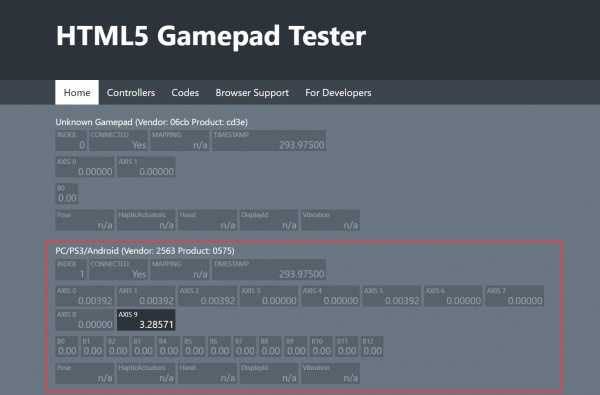 HTML5 Gamepad Tester
Home Controllers Codes Browser Support For Developers
Unknown Gamepad (Vendor: 06cb Product: cd3e)
INDEX CONNECTED MAPPING TIMESTAMP
0 Yes n/a 293.97500
AXIS 0 AXIS 1
0.00000 0.00000
B0
0.00
Pose HapticActuators Hand DisplayId Vibration
n/a n/a n/a n/a n/a
PC/PS3/Android (Vendor: 2563 Product: 0575)
INDEX CONNECTED MAPPING TIMESTAMP
1 Yes n/a 293.97500
AXIS 0 AXIS 1 AXIS 2 AXIS 3 AXIS 4 AXIS 5 AXIS 6 AXIS 7
0.00392 0.00392 0.00392 0.00000 0.00000 0.00392 0.00000 0.00000
AXIS 8 AXIS 9
0.00000 3.28571
B0 B1 B2 B3 B4 B5 B6 B7 B8 B9 B10 B11 B12
0.00 0.00 0.00 0.00 0.00 0.00 0.00 0.00 0.00 0.00 0.00 0.00 0.00
Pose HapticActuators Hand DisplayId Vibration
n/a n/a n/a n/a n/a